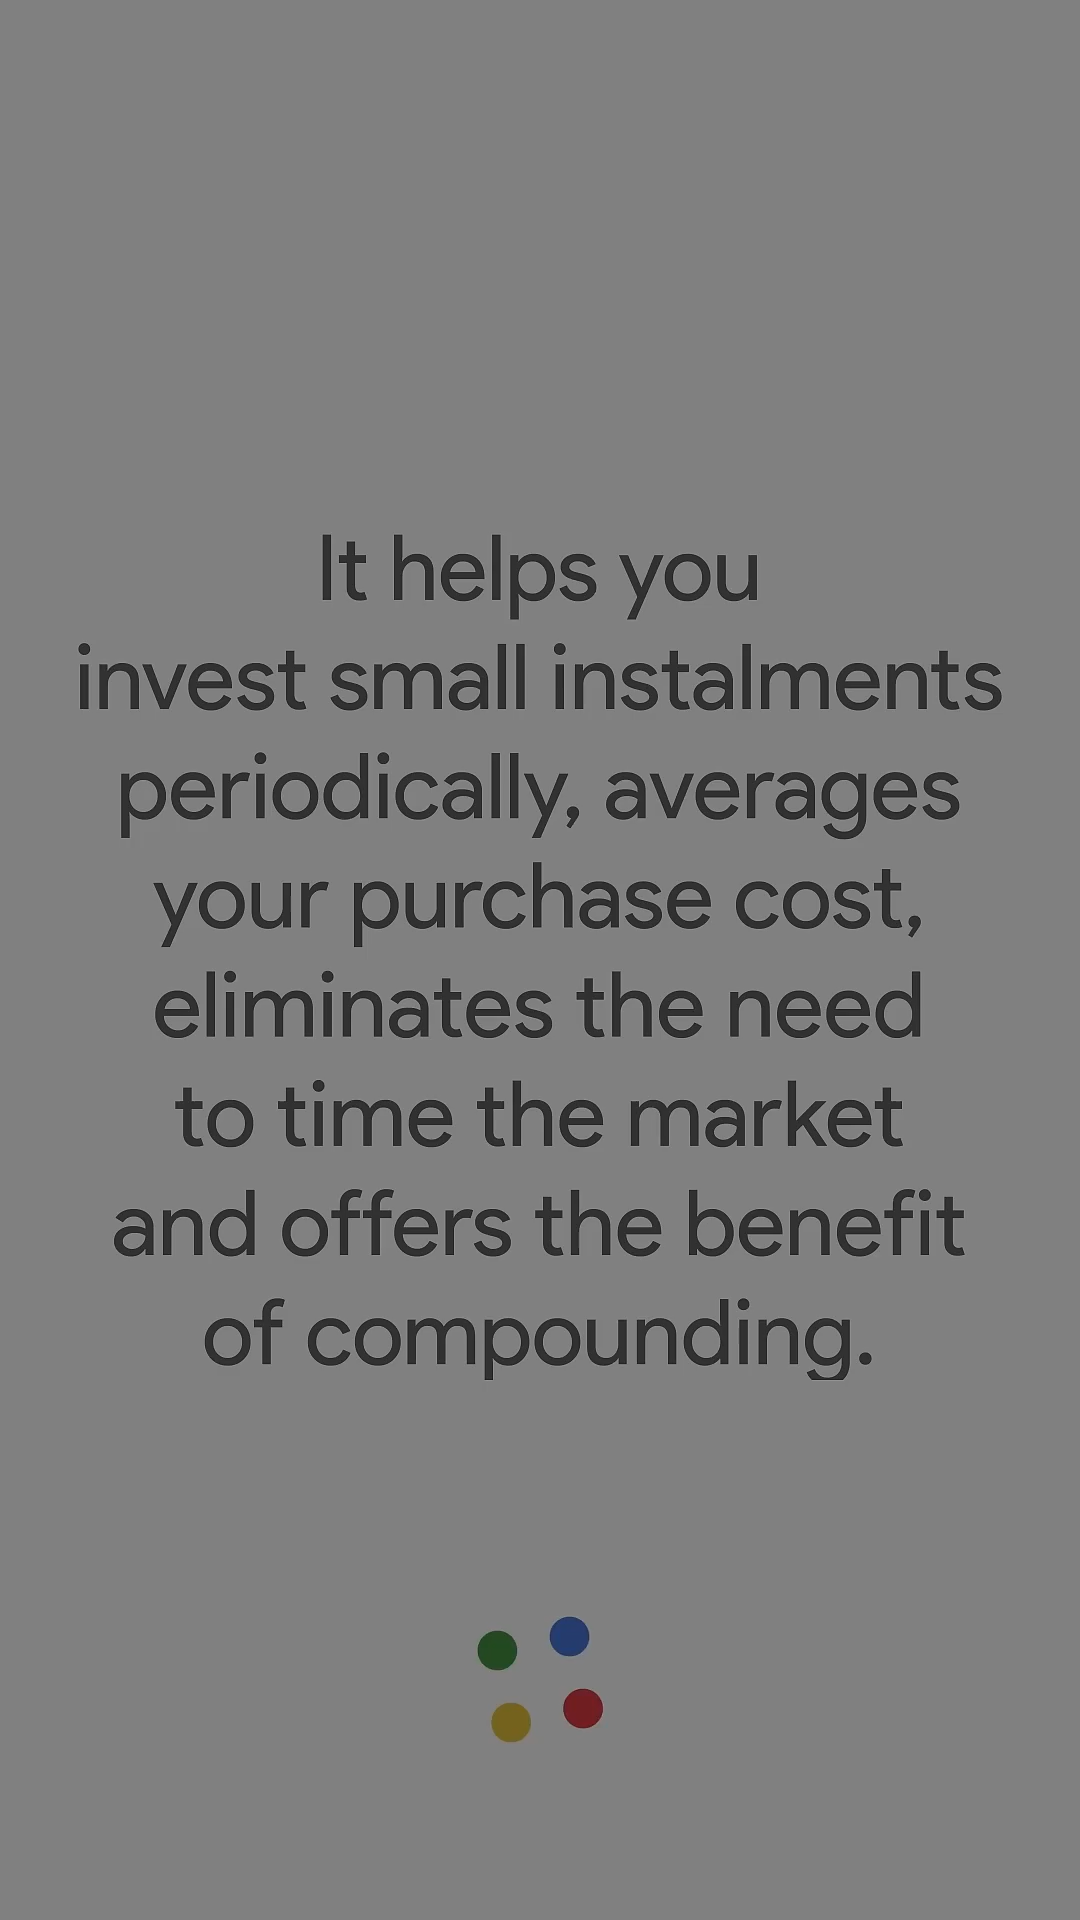 It helps you
invest small instalments
periodically, averages
your purchase cost,
eliminates the need
to time the market
and offers the benefit
of compounding.